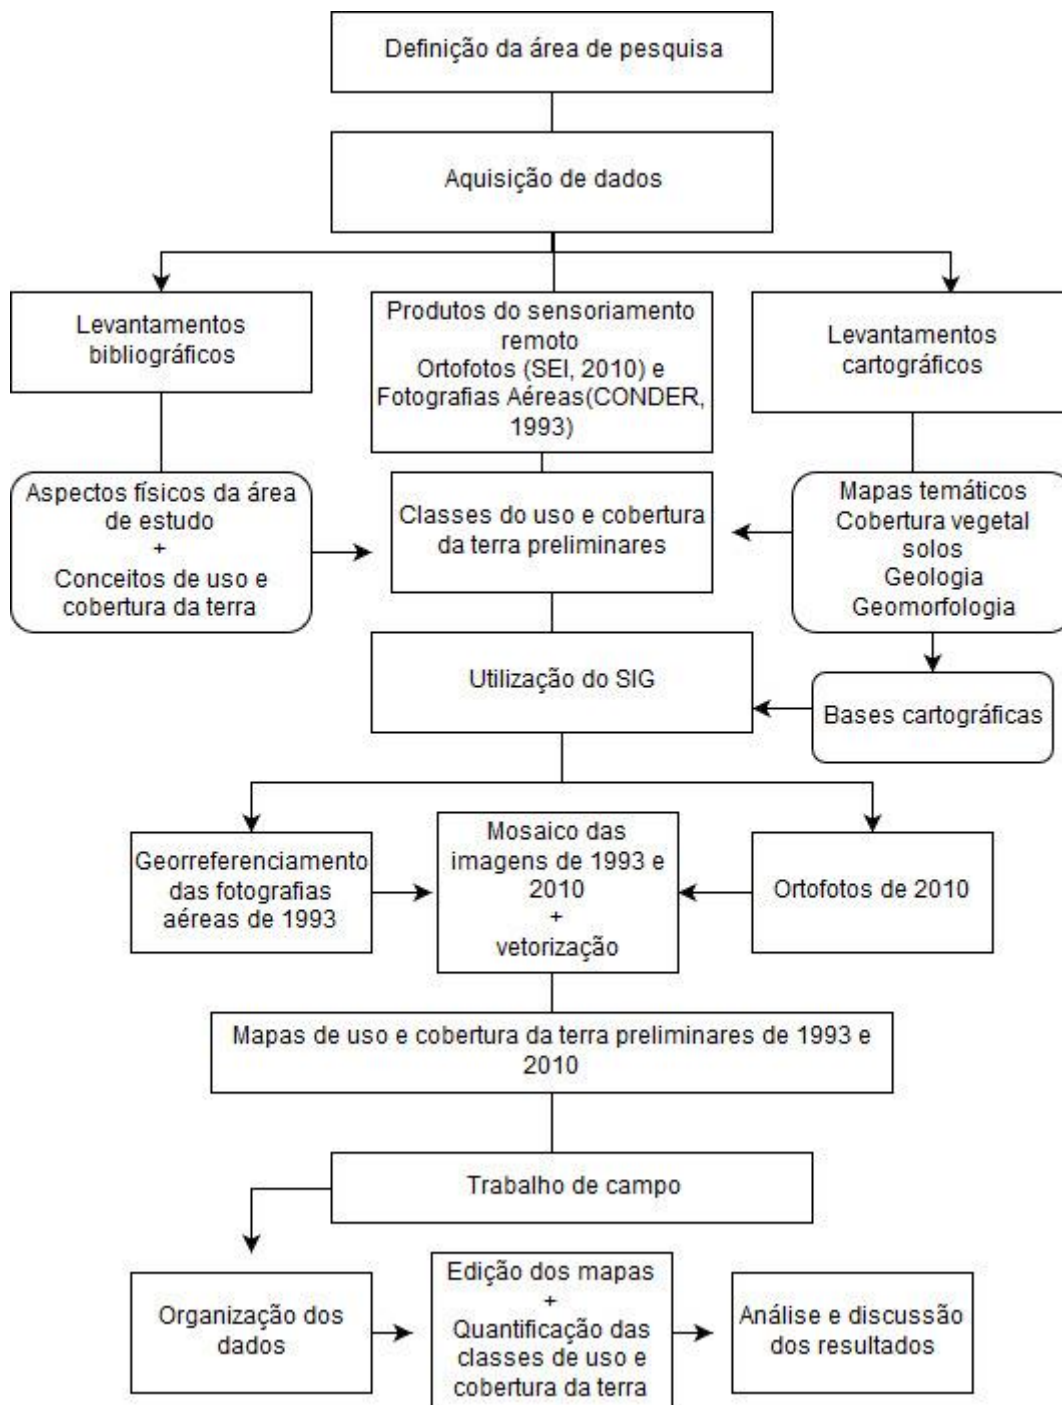 Definição da área de pesquisa
Aquisição de dados
Levantamentos
bibliográficos
Produtos do sensoriamento
remoto
Ortofotos (SEI, 2010) e
Fotografias Aéreas(CONDER,
1993)
Levantamentos
cartográficos
Aspectos físicos da área
de estudo
+
Conceitos de uso e
cobertura da terra
Classes do uso e cobertura
da terra preliminares
Mapas temáticos
Cobertura vegetal
solos
Geologia
Geomorfologia
Utilização do SIG
Bases cartográficas
Georreferenciamento
das fotografias
aéreas de 1993
Mosaico das
imagens de 1993 e
2010
+
vetorização
Ortofotos de 2010
Mapas de uso e cobertura da terra preliminares de 1993 e
2010
Trabalho de campo
Organização dos
dados
Edição dos mapas
+
Quantificação das
classes de uso e
cobertura da terra
Análise e discussão
dos resultados